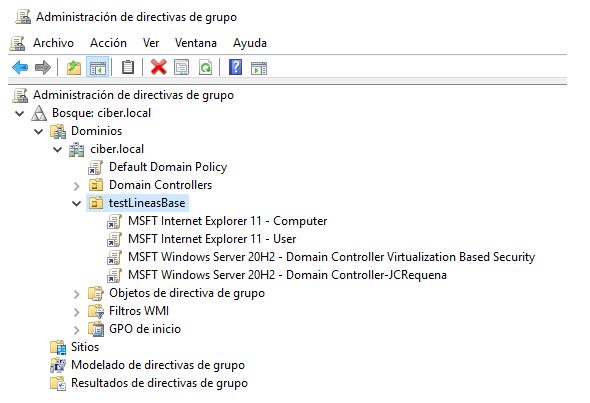 Administración de directivas de grupo
Archivo Acción Ver Ventana Ayuda
Administración de directivas de grupo
Bosque: ciber.local
Dominios
ciber.local
Default Domain Policy
Domain Controllers
testLineasBase
MSFT Internet Explorer 11 - Computer
MSFT Internet Explorer 11 - User
MSFT Windows Server 20H2 - Domain Controller Virtualization Based Security
MSFT Windows Server 20H2 - Domain Controller-JCRequena
Objetos de directiva de grupo
Filtros WMI
GPO de inicio
Sitios
Modelado de directivas de grupo
Resultados de directivas de grupo